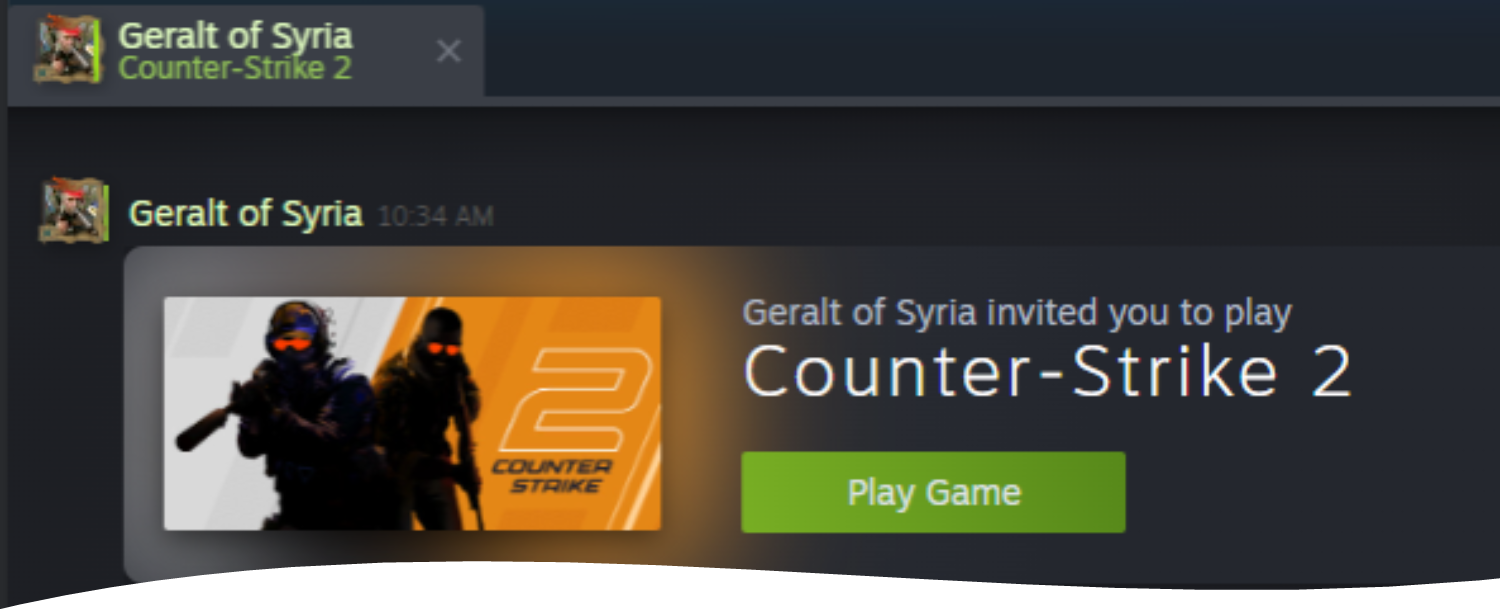 Geralt of Syria
Counter-Strike 2
Geralt of Syria 10:34 AM
2
COUNTER
STRIKE
Geralt of Syria invited you to play
Counter-Strike 2
Play Game